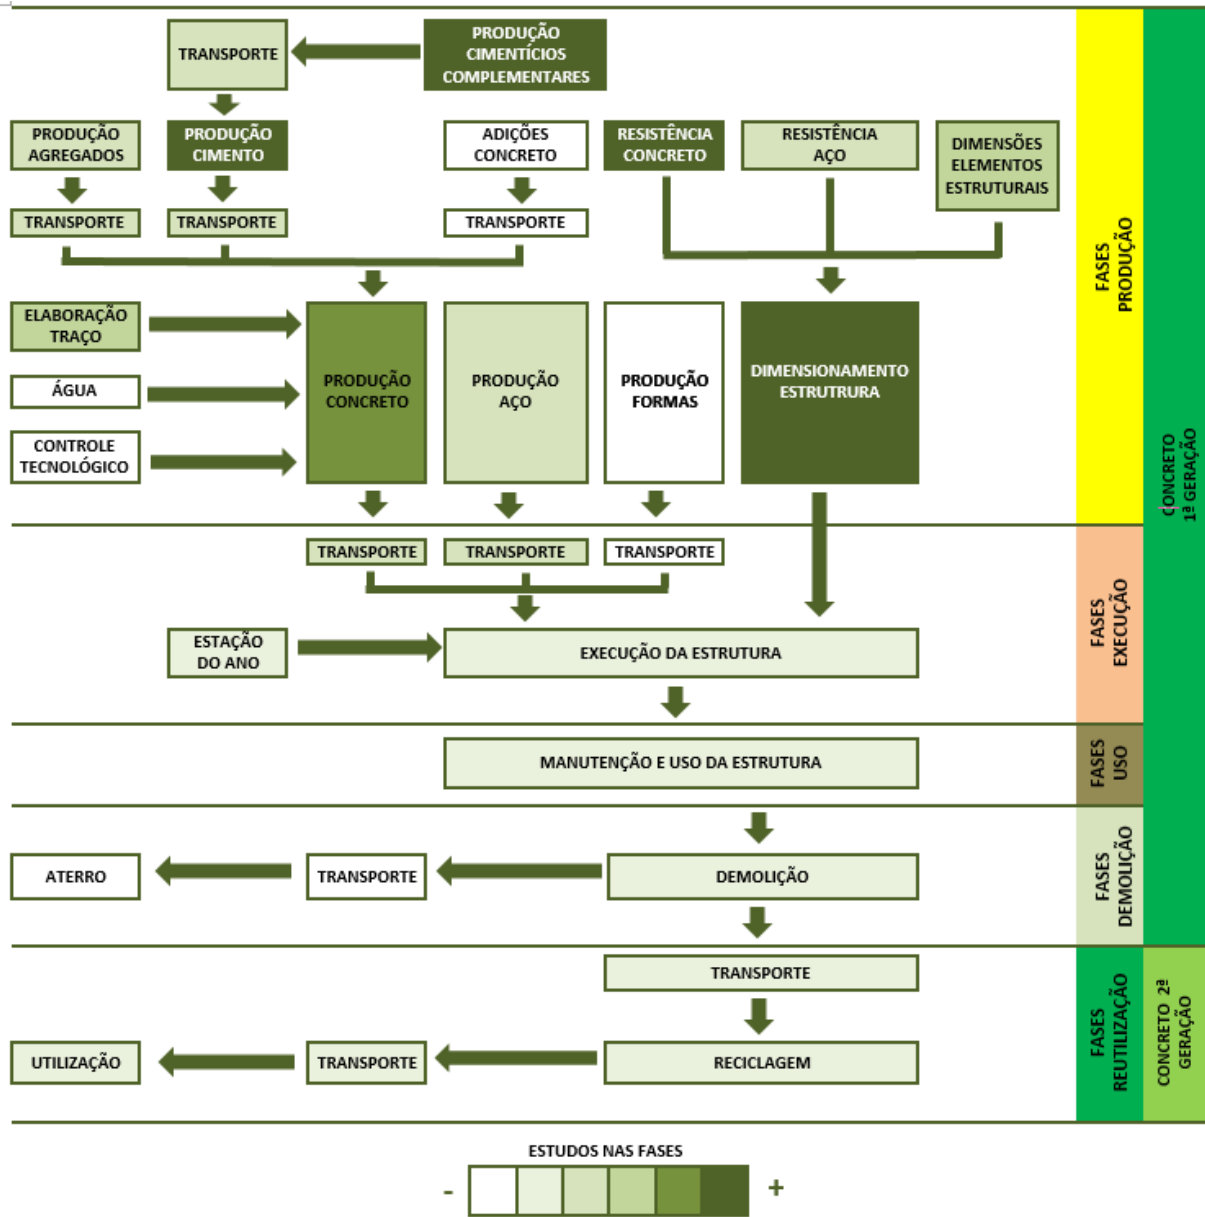 PRODUÇÃO
CIMENTÍCIOS
COMPLEMENTARES
TRANSPORTE
PRODUÇÃO
AGREGADOS
PRODUÇÃO
CIMENTO
ADIÇÕES
CONCRETO
RESISTÊNCIA
CONCRETO
RESISTÊNCIA
AÇO
DIMENSÕES
ELEMENTOS
ESTRUTURAIS
TRANSPORTE
TRANSPORTE
TRANSPORTE
ELABORAÇÃO
TRAÇO
ÁGUA
CONTROLE
TECNOLÓGICO
PRODUÇÃO
CONCRETO
PRODUÇÃO
AÇO
PRODUÇÃO
FORMAS
DIMENSIONAMENTO
ESTRUTRURA
FASES
PRODUÇÃO
CONCRETO
1ª GERAÇÃO
TRANSPORTE
TRANSPORTE
TRANSPORTE
ESTAÇÃO
DO ANO
EXECUÇÃO DA ESTRUTURA
FASES
EXECUÇÃO
MANUTENÇÃO E USO DA ESTRUTURA
FASES
USO
ATERRO
TRANSPORTE
DEMOLIÇÃO
FASES
DEMOLIÇÃO
TRANSPORTE
UTILIZAÇÃO
TRANSPORTE
RECICLAGEM
FASES
REUTILIZAÇÃO
CONCRETO 2ª
GERAÇÃO
ESTUDOS NAS FASES
- +